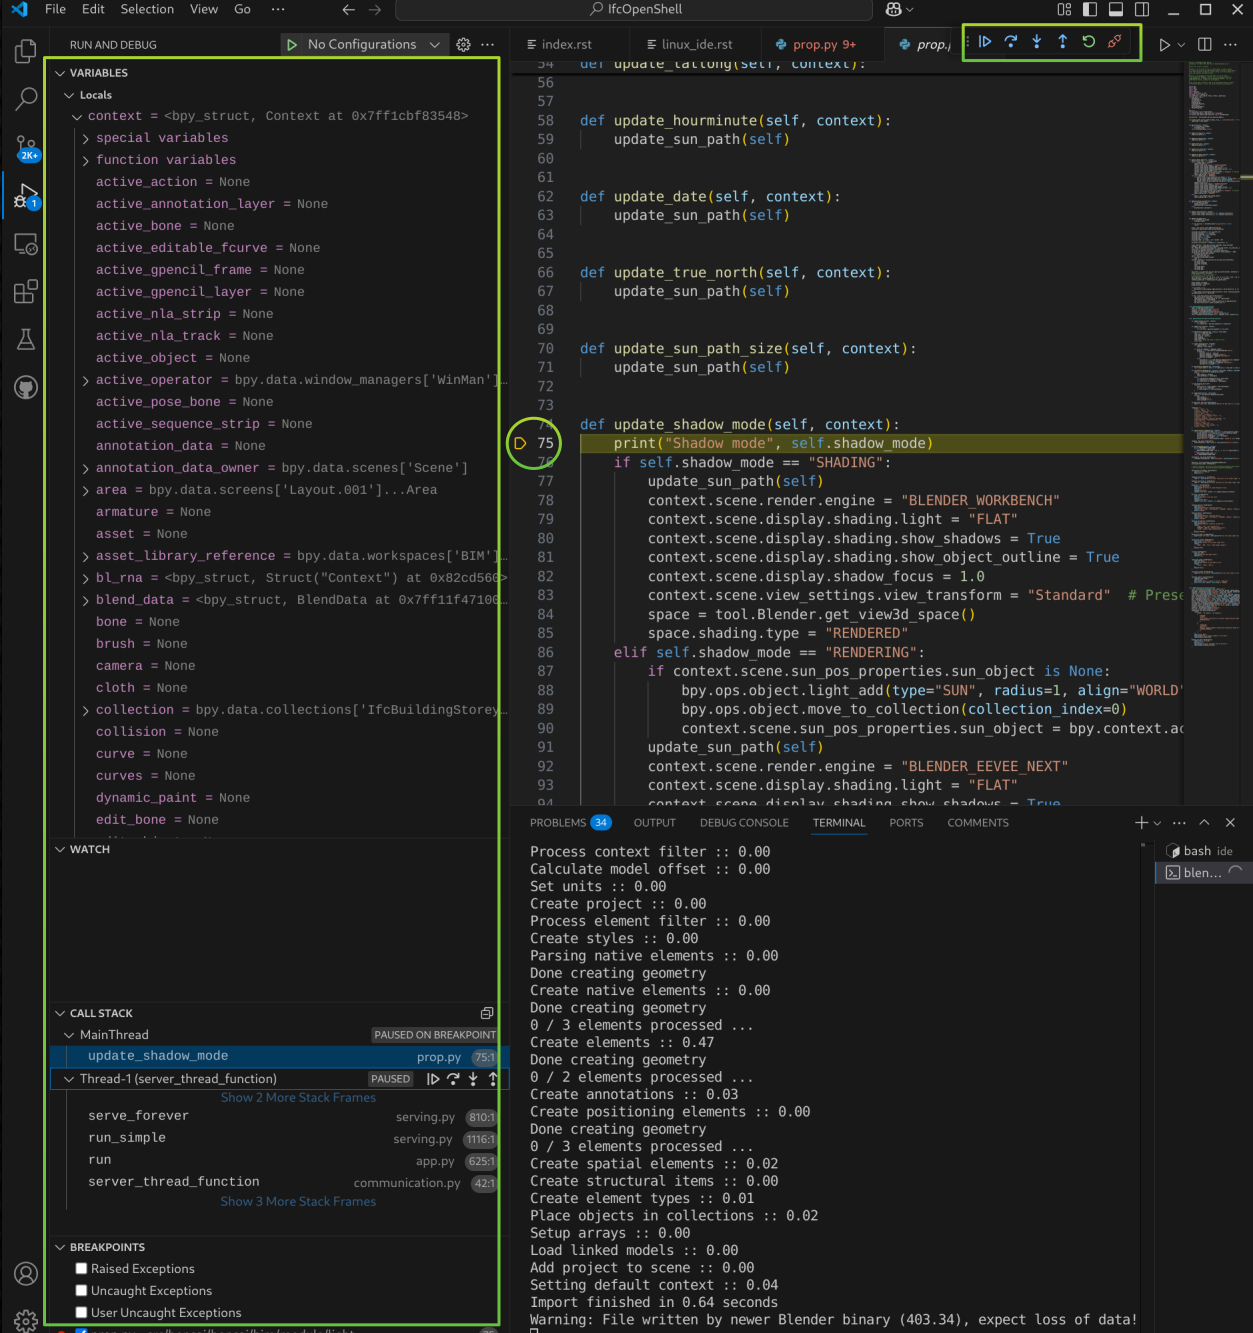 File Edit Selection View Go ··· ← → IfcOpenShell
RUN AND DEBUG No Configurations ···
index.rst linux_ide.rst prop.py 9+ prop.
VARIABLES
Locals
context = <bpy_struct, Context at 0x7ff1cbf83548>
special variables
function variables
active_action = None
active_annotation_layer = None
active_bone = None
active_editable_fcurve = None
active_gpencil_frame = None
active_gpencil_layer = None
active_nla_strip = None
active_nla_track = None
active_object = None
active_operator = bpy.data.window_managers['WinMan']…
active_pose_bone = None
active_sequence_strip = None
annotation_data = None
annotation_data_owner = bpy.data.scenes['Scene']
area = bpy.data.screens['Layout.001']...Area
armature = None
asset = None
asset_library_reference = bpy.data.workspaces['BIM']…
bl_rna = <bpy_struct, Struct("Context") at 0x82cd560>
blend_data = <bpy_struct, BlendData at 0x7ff11f47100…
bone = None
brush = None
camera = None
cloth = None
collection = bpy.data.collections['IfcBuildingStorey…
collision = None
curve = None
curves = None
dynamic_paint = None
edit_bone = None
WATCH
CALL STACK
MainThread PAUSED ON BREAKPOINT
update_shadow_mode prop.py 75:1
Thread-1 (server_thread_function) PAUSED
Show 2 More Stack Frames
serve_forever serving.py 810:1
run_simple serving.py 1116:1
run app.py 625:1
server_thread_function communication.py 42:1
Show 3 More Stack Frames
BREAKPOINTS
Raised Exceptions
Uncaught Exceptions
User Uncaught Exceptions
2K+
1
54 def update_latlong(self, context):
56
57
58 def update_hourminute(self, context):
59 update_sun_path(self)
60
61
62 def update_date(self, context):
63 update_sun_path(self)
64
65
66 def update_true_north(self, context):
67 update_sun_path(self)
68
69
70 def update_sun_path_size(self, context):
71 update_sun_path(self)
72
73
74 def update_shadow_mode(self, context):
75 print("Shadow mode", self.shadow_mode)
76 if self.shadow_mode == "SHADING":
77 update_sun_path(self)
78 context.scene.render.engine = "BLENDER_WORKBENCH"
79 context.scene.display.shading.light = "FLAT"
80 context.scene.display.shading.show_shadows = True
81 context.scene.display.shading.show_object_outline = True
82 context.scene.display.shadow_focus = 1.0
83 context.scene.view_settings.view_transform = "Standard" # Prese
84 space = tool.Blender.get_view3d_space()
85 space.shading.type = "RENDERED"
86 elif self.shadow_mode == "RENDERING":
87 if context.scene.sun_pos_properties.sun_object is None:
88 bpy.ops.object.light_add(type="SUN", radius=1, align="WORLD"
89 bpy.ops.object.move_to_collection(collection_index=0)
90 context.scene.sun_pos_properties.sun_object = bpy.context.ac
91 update_sun_path(self)
92 context.scene.render.engine = "BLENDER_EEVEE_NEXT"
93 context.scene.display.shading.light = "FLAT"
94 context.scene.display.shading.show_shadows = True
PROBLEMS 34 OUTPUT DEBUG CONSOLE TERMINAL PORTS COMMENTS
Process context filter :: 0.00
Calculate model offset :: 0.00
Set units :: 0.00
Create project :: 0.00
Process element filter :: 0.00
Create styles :: 0.00
Parsing native elements :: 0.00
Done creating geometry
Create native elements :: 0.00
Done creating geometry
0 / 3 elements processed ...
Create elements :: 0.47
Done creating geometry
0 / 2 elements processed ...
Create annotations :: 0.03
Create positioning elements :: 0.00
Done creating geometry
0 / 3 elements processed ...
Create spatial elements :: 0.02
Create structural items :: 0.00
Create element types :: 0.01
Place objects in collections :: 0.02
Setup arrays :: 0.00
Load linked models :: 0.00
Add project to scene :: 0.00
Setting default context :: 0.04
Import finished in 0.64 seconds
Warning: File written by newer Blender binary (403.34), expect loss of data!
bash ide
blen...